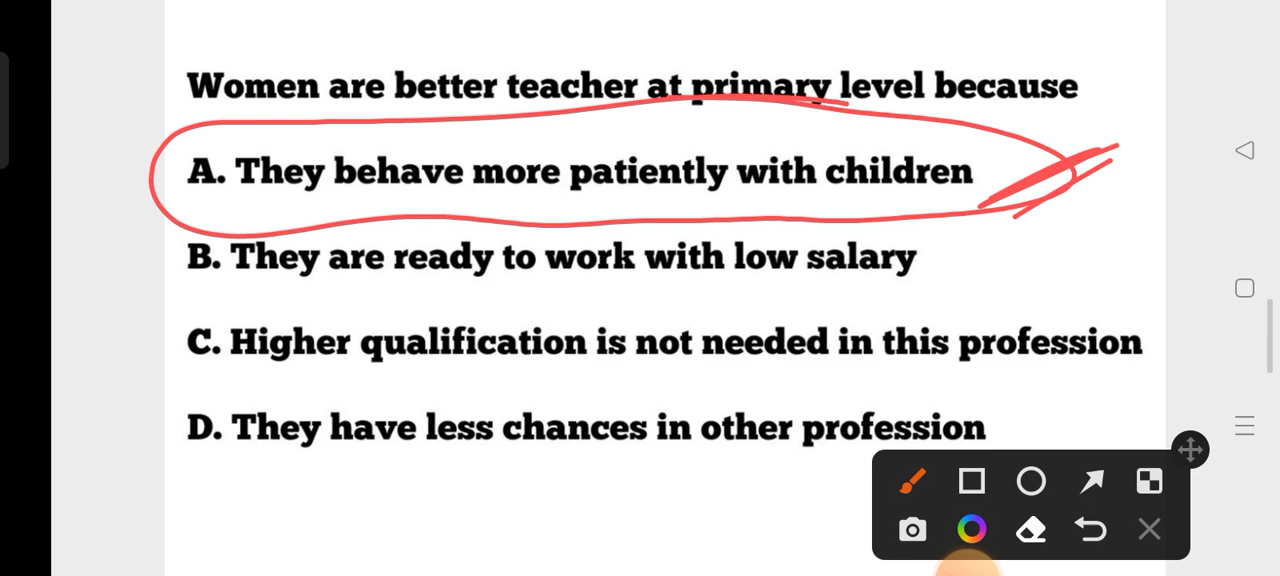 Women are better teacher at primary level because
A. They behave more patiently with children
B. They are ready to work with low salary
C. Higher qualification is not needed in this profession
D. They have less chances in other profession